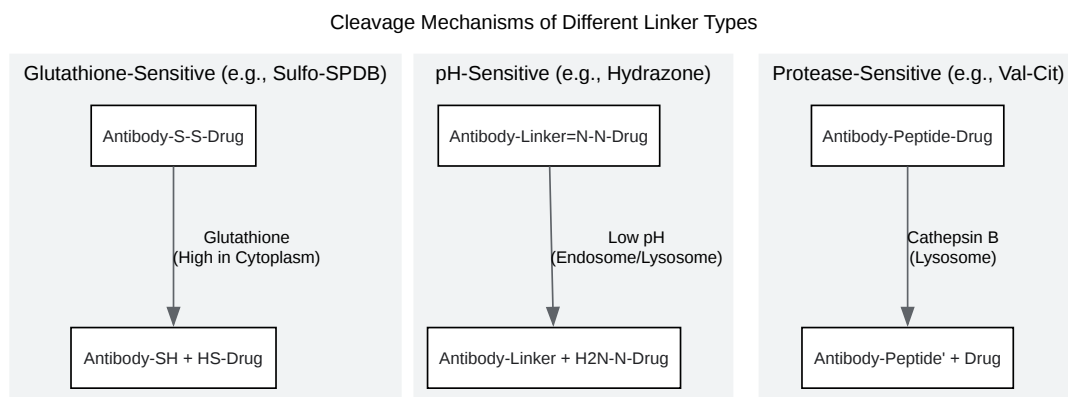 Cleavage Mechanisms of Different Linker Types
Glutathione-Sensitive (e.g., Sulfo-SPDB)
Antibody-S-S-Drug
Glutathione
(High in Cytoplasm)
Antibody-SH + HS-Drug
pH-Sensitive (e.g., Hydrazone)
Antibody-Linker=N-N-Drug
Low pH
(Endosome/Lysosome)
Antibody-Linker + H2N-N-Drug
Protease-Sensitive (e.g., Val-Cit)
Antibody-Peptide-Drug
Cathepsin B
(Lysosome)
Antibody-Peptide' + Drug